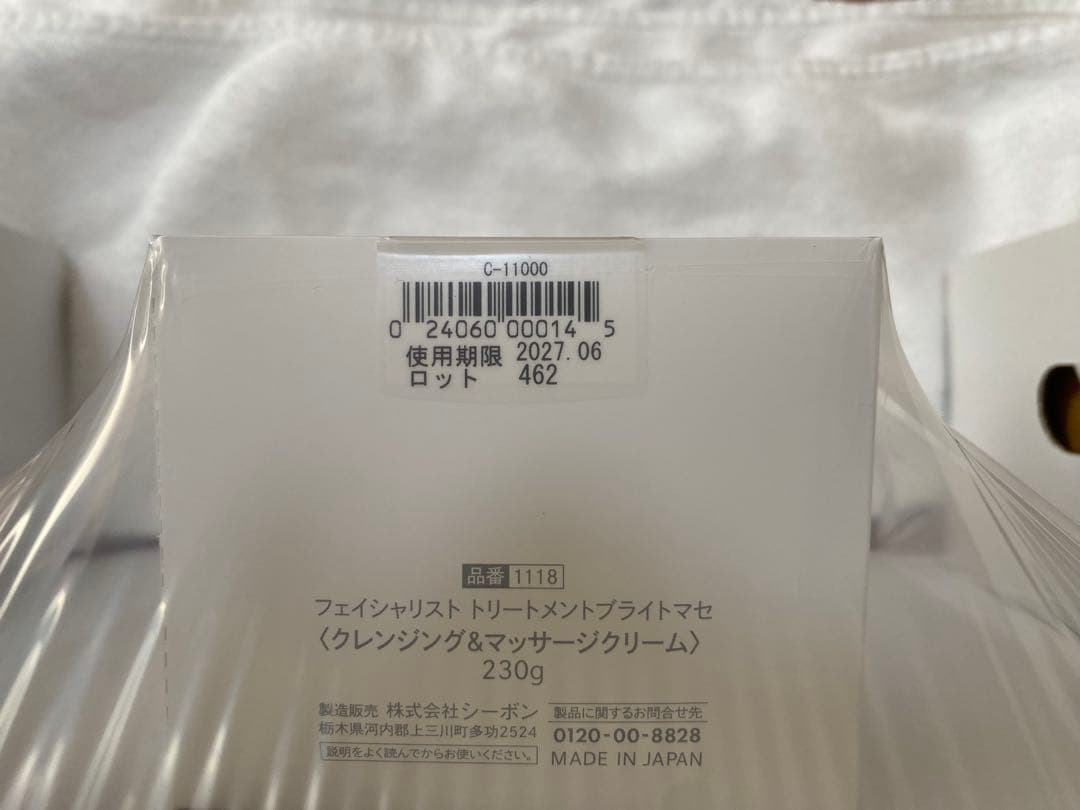 C-11000
0 24060 00014 5
使用期限 2027.06
ロット 462
品番 1118
フェイシャリスト トリートメントブライトマセ
〈クレンジング&マッサージクリーム〉
230g
製造販売 株式会社シーボン
栃木県河内郡上三川町多功2524
説明をよく読んでからお使いください。
製品に関するお問合せ先
0120-00-8828
MADE IN JAPAN